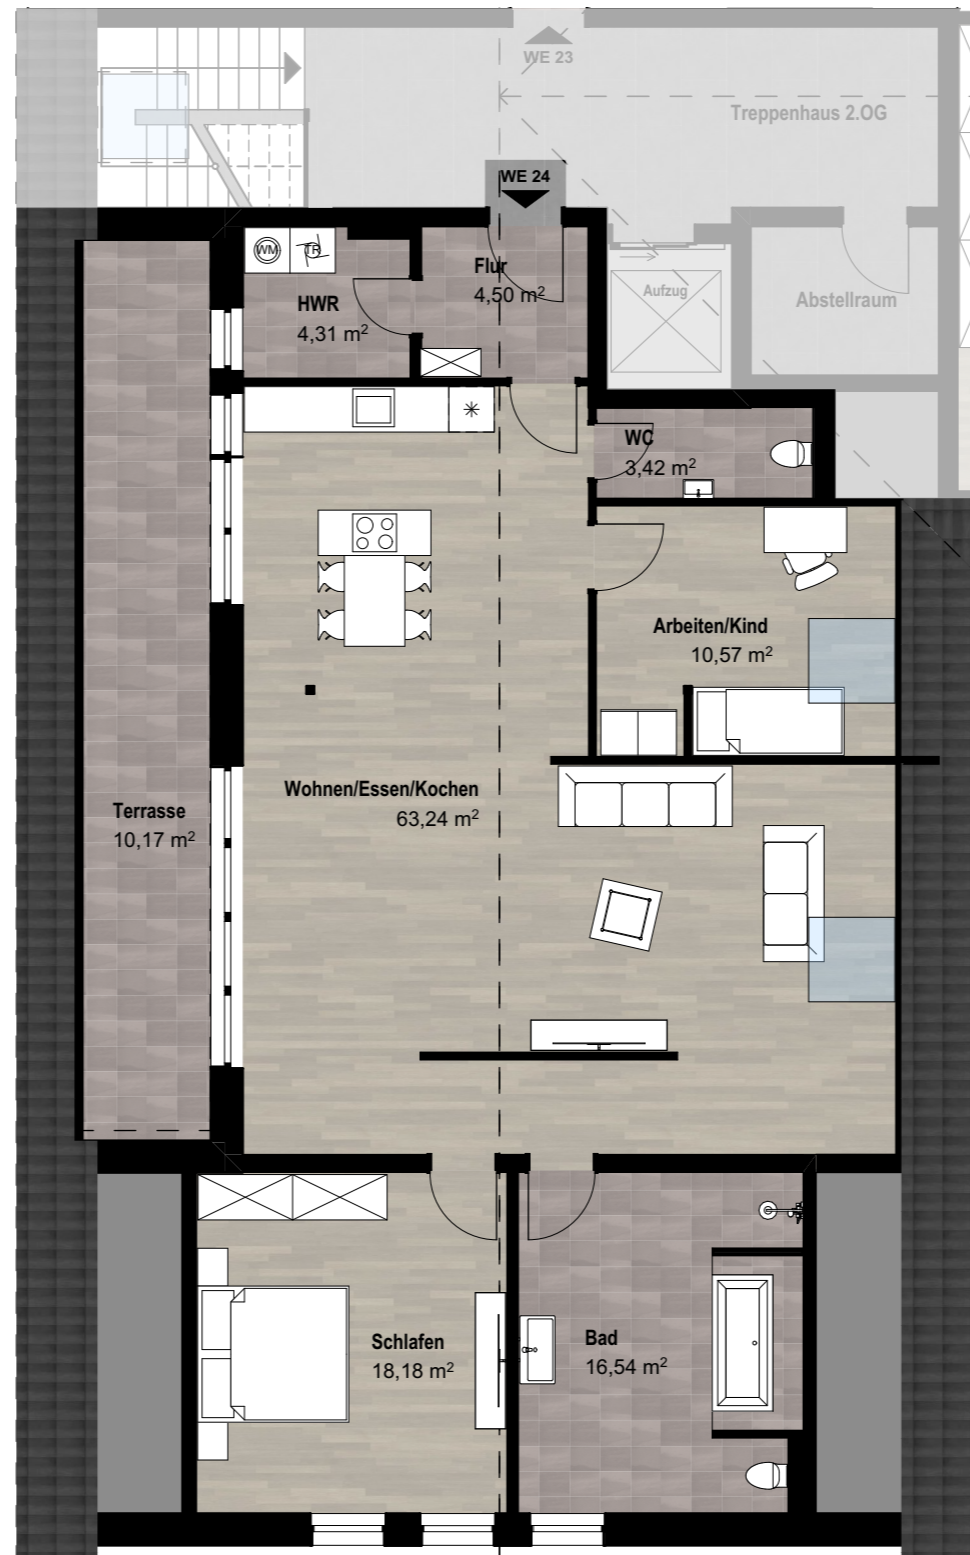 WE 23
Treppenhaus 2.OG
WE 24
WM
TR
Flur
4,50 m²
HWR
4,31 m²
Aufzug
Abstellraum
WC
3,42 m²
Arbeiten/Kind
10,57 m²
Wohnen/Essen/Kochen
63,24 m²
Terrasse
10,17 m²
Schlafen
18,18 m²
Bad
16,54 m²